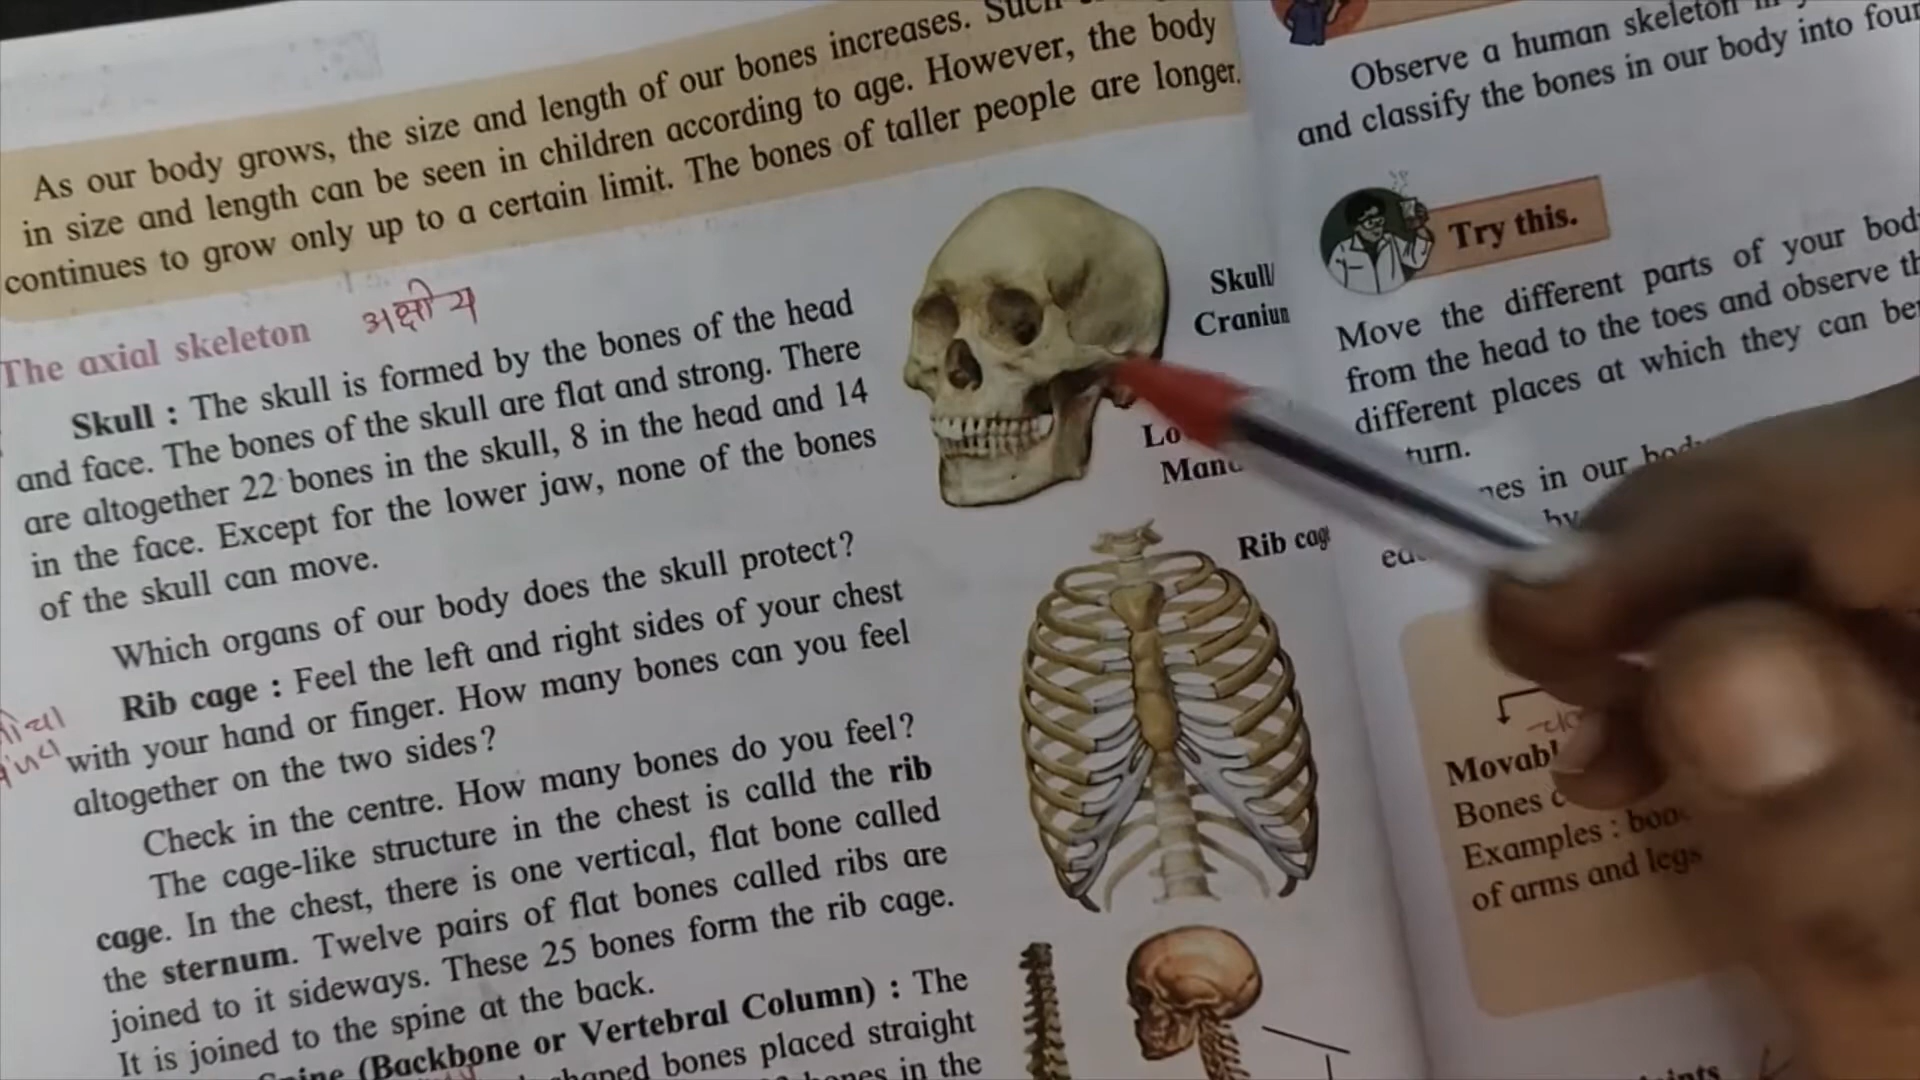 As our body grows, the size and length of our bones increases. Such
in size and length can be seen in children according to age. However, the body
continues to grow only up to a certain limit. The bones of taller people are longer.
The axial skeleton अक्षीय
Skull : The skull is formed by the bones of the head
and face. The bones of the skull are flat and strong. There
are altogether 22 bones in the skull, 8 in the head and 14
in the face. Except for the lower jaw, none of the bones
of the skull can move.
Which organs of our body does the skull protect?
Rib cage : Feel the left and right sides of your chest
with your hand or finger. How many bones can you feel
altogether on the two sides?
Check in the centre. How many bones do you feel?
The cage-like structure in the chest is calld the rib
cage. In the chest, there is one vertical, flat bone called
the sternum. Twelve pairs of flat bones called ribs are
joined to it sideways. These 25 bones form the rib cage.
It is joined to the spine at the back.
(Backbone or Vertebral Column) : The
bones placed straight
in the
Skull/
Cranium
Rib cage
Observe a human skeleton
and classify the bones in our body into four
Try this.
Move the different parts of your body
from the head to the toes and observe the
different places at which they can
turn.
in our body
by
Bones
Examples :
of arms and legs